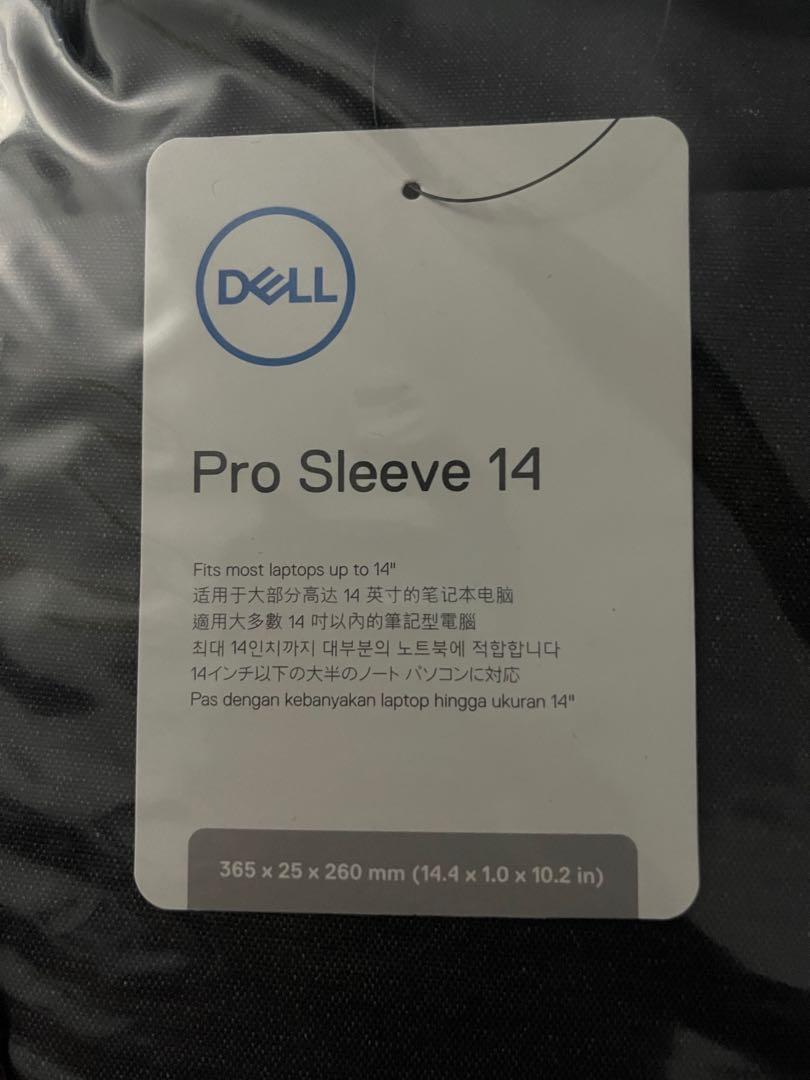 DELL
Pro Sleeve 14
Fits most laptops up to 14"
适用于大部分高达 14 英寸的笔记本电脑
適用大多數 14 吋以內的筆記型電腦
최대 14인치까지 대부분의 노트북에 적합합니다
14インチ以下の大半のノート パソコンに対応
Pas dengan kebanyakan laptop hingga ukuran 14"
365 x 25 x 260 mm (14.4 x 1.0 x 10.2 in)